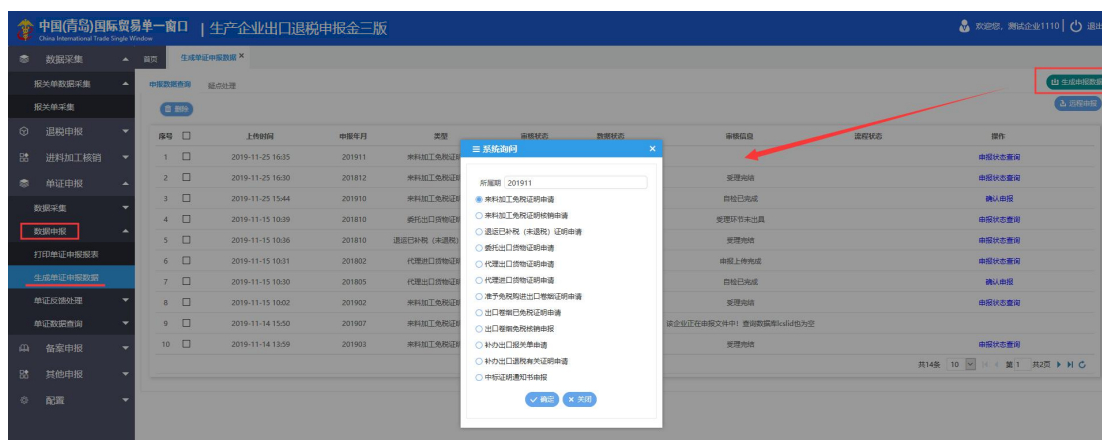 中国(青岛)国际贸易单一窗口 | 生产企业出口退税申报金三版
China International Trade Single Window
欢迎您，测试企业1110 | 退出
数据采集
首页 生成单证申报数据 ×
报关单数据采集
申报数据查询 疑点处理
生成申报数据
报关单采集
删除
远程申报
退税申报
序号 上传时间 申报年月 类型 审核状态 数据状态 审核信息 流程状态 操作
进料加工核销
1 2019-11-25 16:35 201911 来料加工免税证明 申报状态查询
单证申报
2 2019-11-25 16:30 201812 来料加工免税证明 受理完结 申报状态查询
数据采集
3 2019-11-25 15:44 201910 来料加工免税证明 自检已完成 确认申报
数据申报
4 2019-11-15 10:39 201810 委托出口货物证明 受理环节未出具 申报状态查询
打印单证申报报表
5 2019-11-15 10:36 201810 退运已补税（未退税） 受理完结 申报状态查询
生成单证申报数据
6 2019-11-15 10:31 201802 代理进口货物证明 申报上传完成 申报状态查询
7 2019-11-15 10:30 201805 代理出口货物证明 自检已完成 确认申报
单证反馈处理
8 2019-11-15 10:02 201902 来料加工免税证明 受理完结 申报状态查询
单证数据查询
9 2019-11-14 15:50 201907 来料加工免税证明 该企业正在申报文件中！查询数据库lcslid也为空
备案申报
10 2019-11-14 13:59 201903 来料加工免税证明 受理完结 申报状态查询
其他申报
共14条 10 第 1 共2页
配置
系统询问 ×
所属期 201911
来料加工免税证明申请
来料加工免税证明核销申请
退运已补税（未退税）证明申请
委托出口货物证明申请
代理出口货物证明申请
代理进口货物证明申请
准予免税购进出口卷烟证明申请
出口卷烟已免税证明申请
出口卷烟免税核销申报
补办出口报关单申请
补办出口退税有关证明申请
中标证明通知书申报
确定 × 关闭